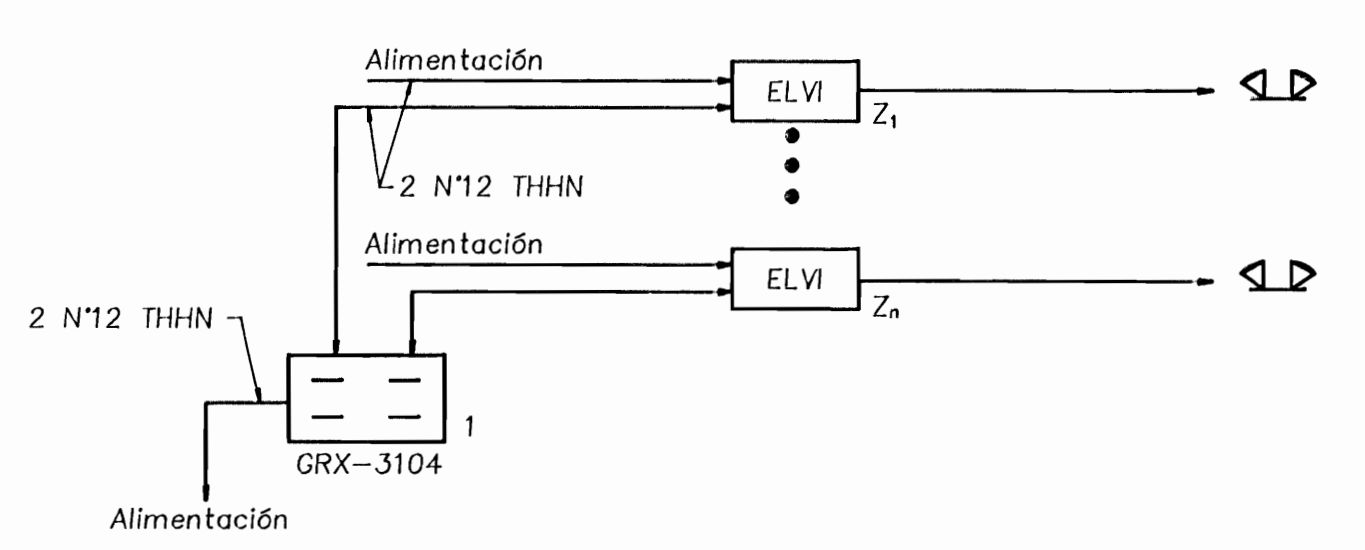 Alimentación
ELVI
Z₁
2 N°12 THHN
Alimentación
ELVI
Zₙ
2 N°12 THHN
1
GRX-3104
Alimentación